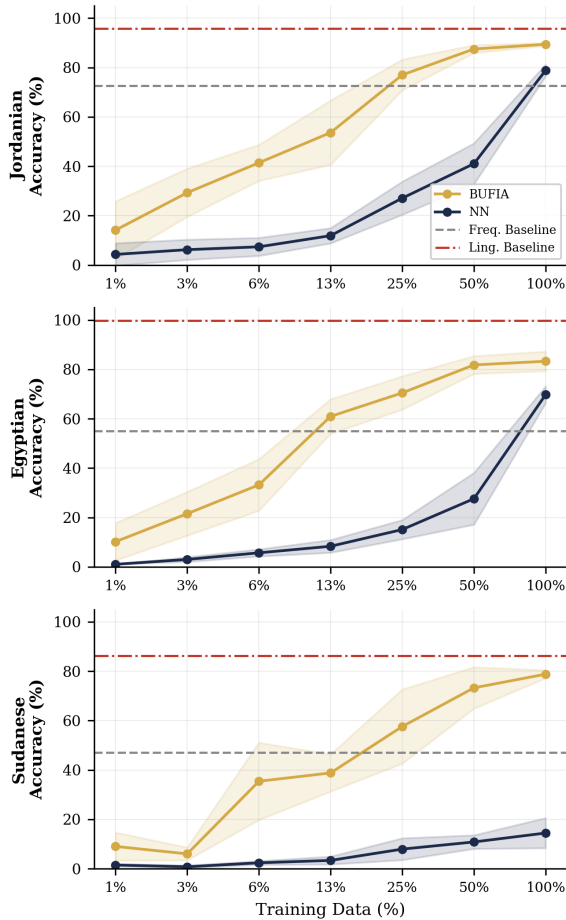 100
80
60
40
20
0
Jordanian
Accuracy (%)
BUFIA
NN
Freq. Baseline
Ling. Baseline
1% 3% 6% 13% 25% 50% 100%
100
80
60
40
20
0
Egyptian
Accuracy (%)
1% 3% 6% 13% 25% 50% 100%
100
80
60
40
20
0
Sudanese
Accuracy (%)
1% 3% 6% 13% 25% 50% 100%
Training Data (%)